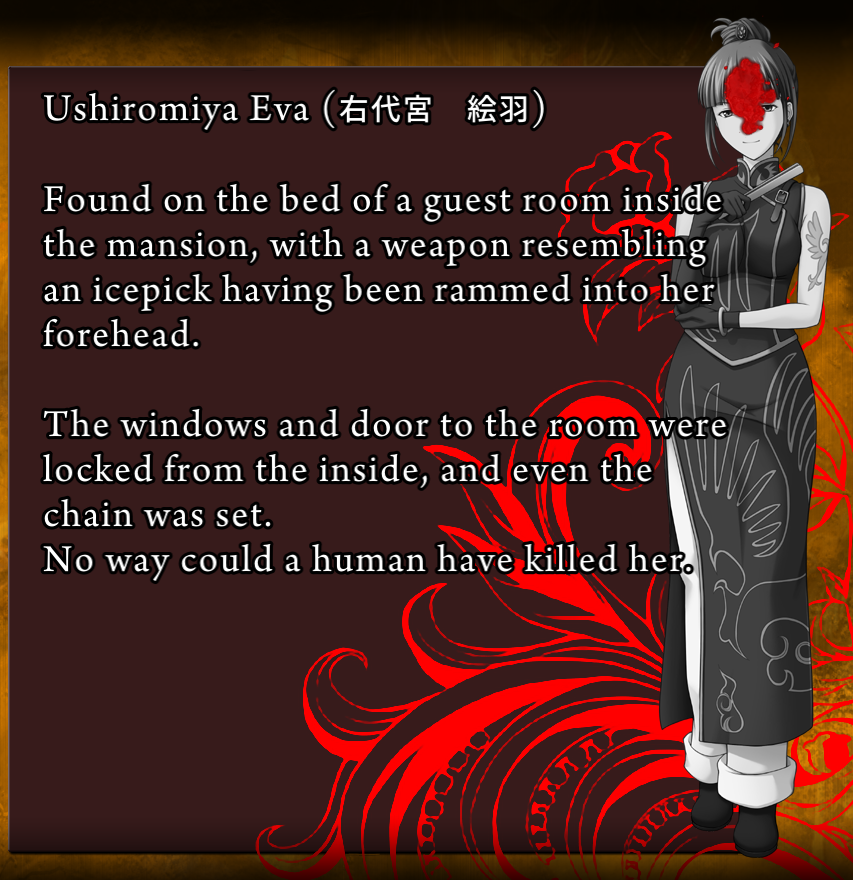 Ushiromiya Eva (右代宮　絵羽)
Found on the bed of a guest room inside
the mansion, with a weapon resembling
an icepick having been rammed into her
forehead.
The windows and door to the room were
locked from the inside, and even the
chain was set.
No way could a human have killed her.